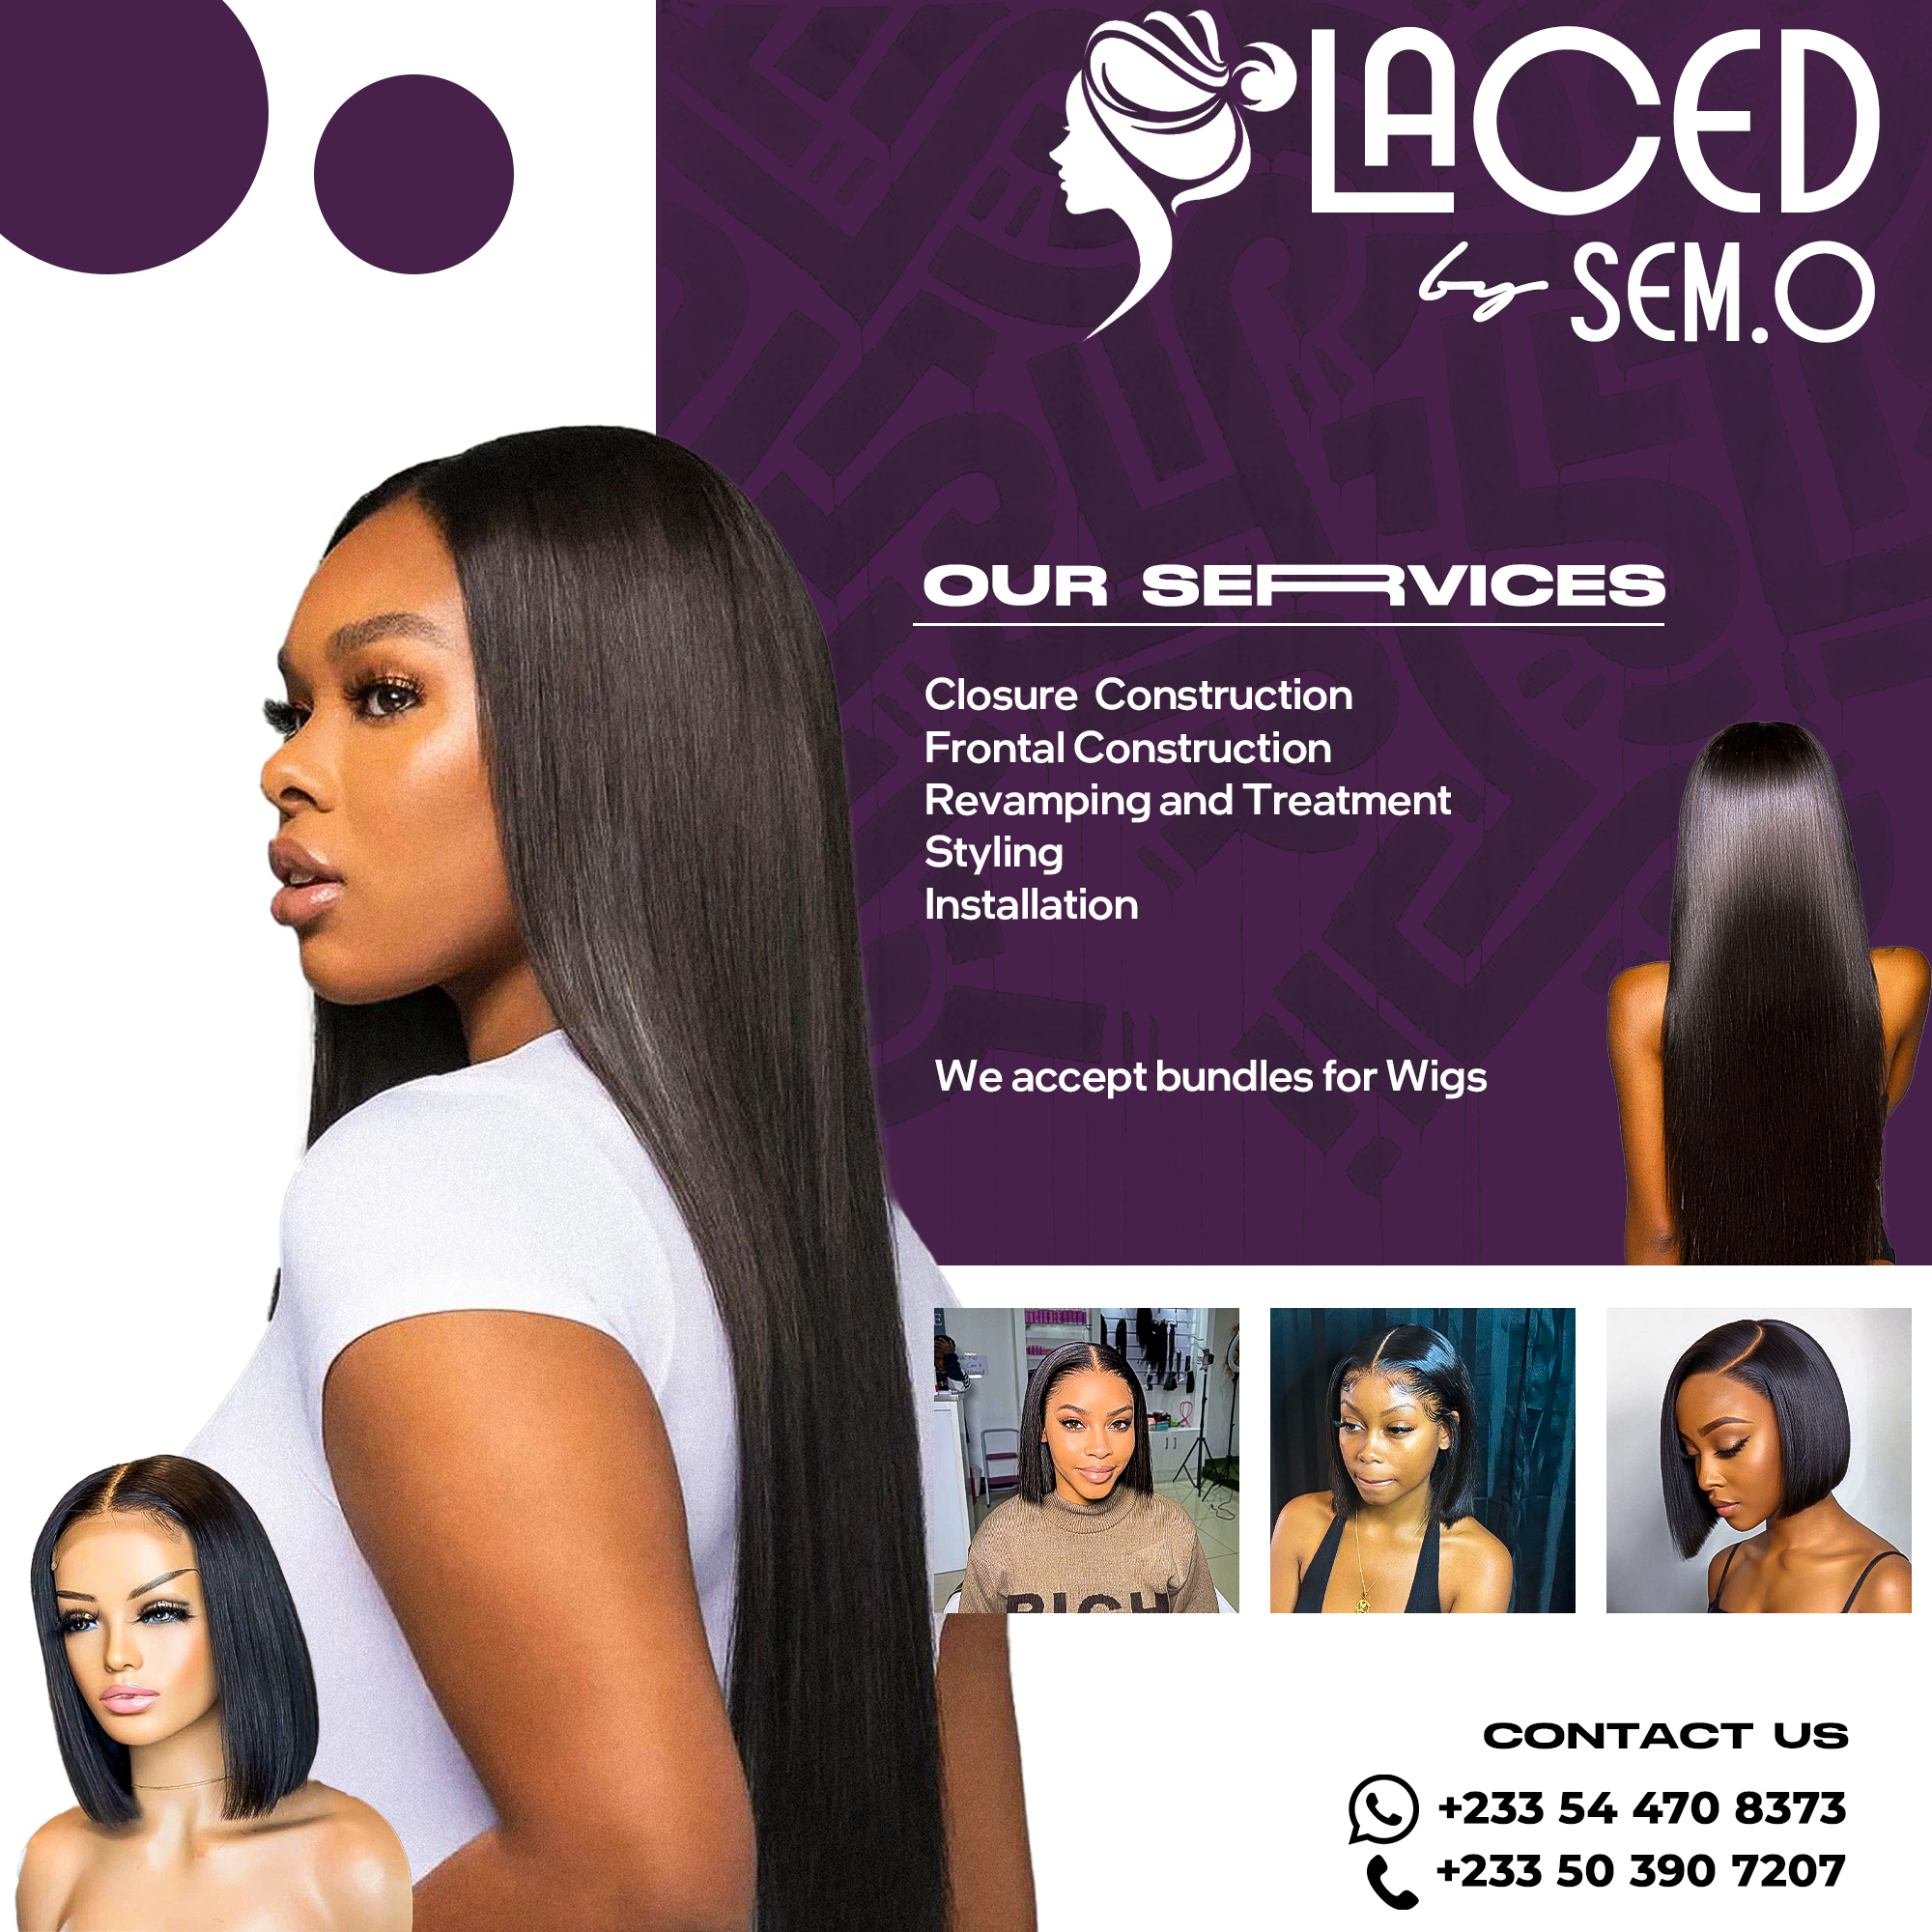 LACED
by SEM.O
OUR SERVICES
Closure Construction
Frontal Construction
Revamping and Treatment
Styling
Installation
We accept bundles for Wigs
RICH
CONTACT US
+233 54 470 8373
+233 50 390 7207